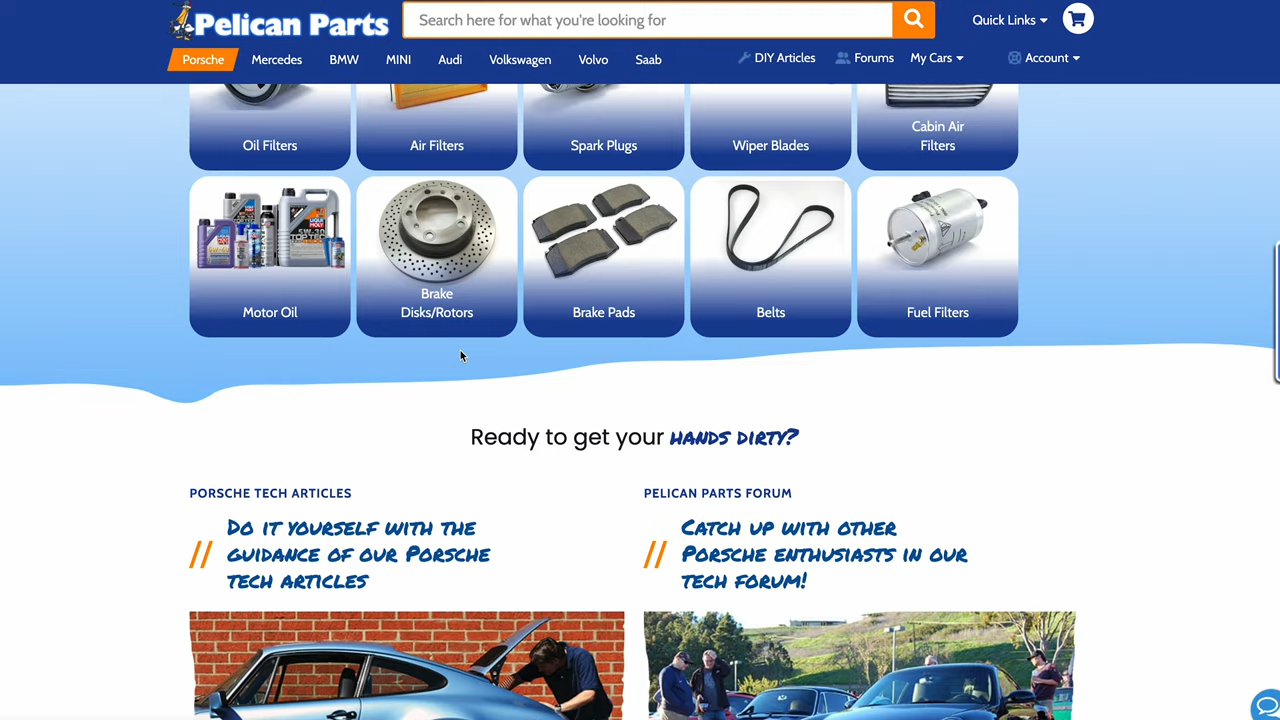 Pelican Parts
Search here for what you're looking for
Quick Links
Porsche
Mercedes
BMW
MINI
Audi
Volkswagen
Volvo
Saab
DIY Articles
Forums
My Cars
Account
Oil Filters
Air Filters
Spark Plugs
Wiper Blades
Cabin Air
Filters
Motor Oil
Brake
Disks/Rotors
Brake Pads
Belts
Fuel Filters
Ready to get your HANDS DIRTY?
PORSCHE TECH ARTICLES
// DO IT YOURSELF WITH THE
GUIDANCE OF OUR PORSCHE
TECH ARTICLES
PELICAN PARTS FORUM
// CATCH UP WITH OTHER
PORSCHE ENTHUSIASTS IN OUR
TECH FORUM!